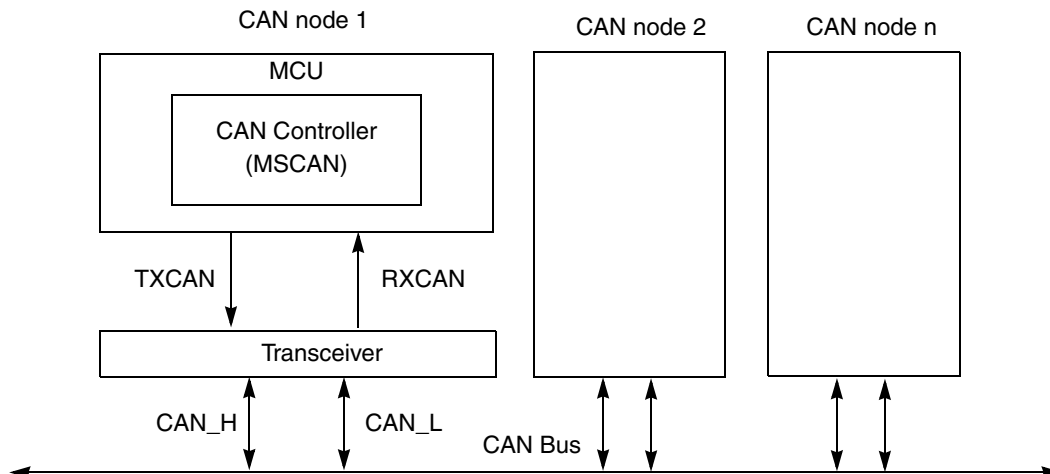 CAN node 1
CAN node 2
CAN node n
MCU
CAN Controller
(MSCAN)
TXCAN
RXCAN
Transceiver
CAN_H
CAN_L
CAN Bus